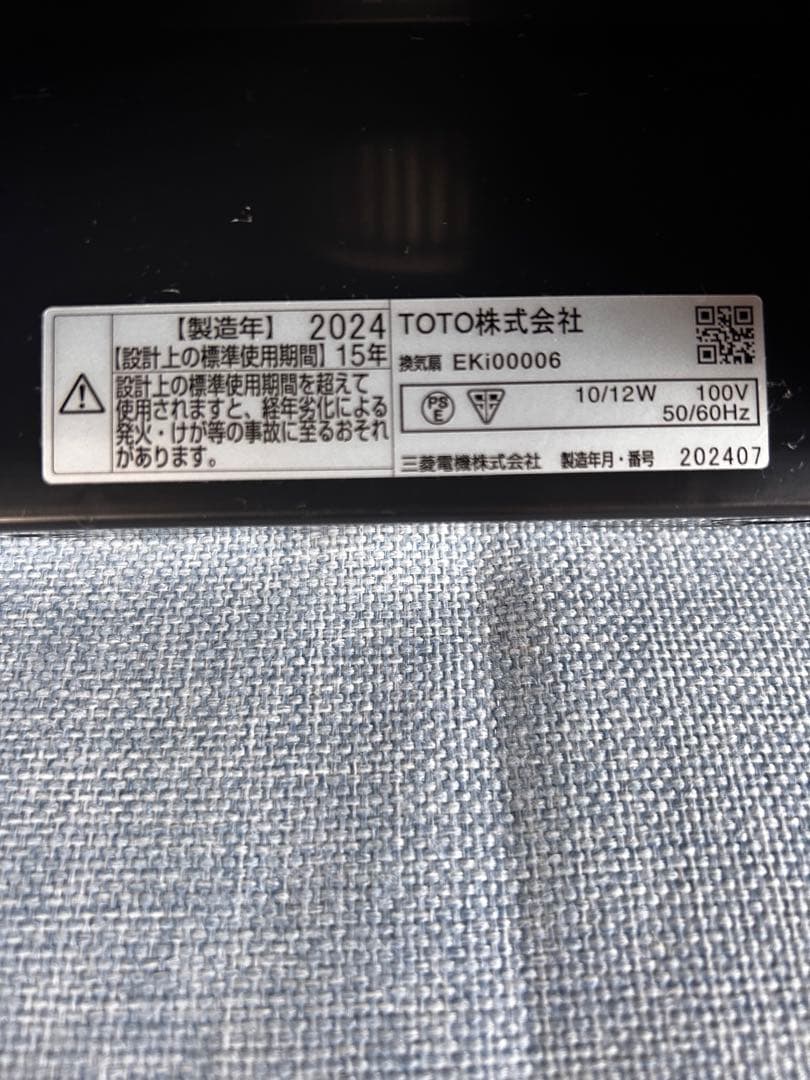 【製造年】 2024
【設計上の標準使用期間】15年
設計上の標準使用期間を超えて
使用されますと、経年劣化による
発火・けが等の事故に至るおそれ
があります。
TOTO株式会社
換気扇 EKi00006
PS
E
10/12W 100V
50/60Hz
三菱電機株式会社 製造年月・番号 202407